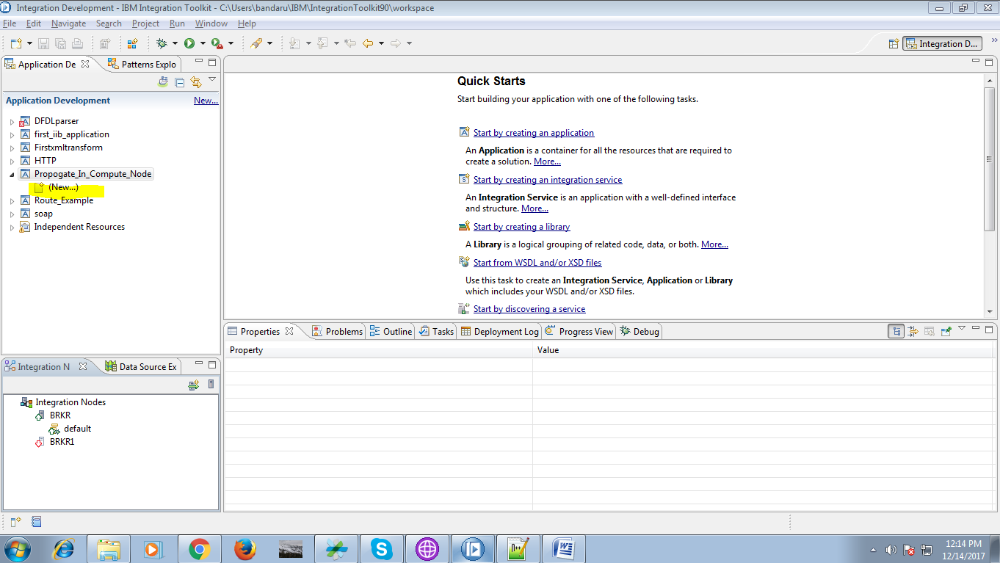 Integration Development - IBM Integration Toolkit - C:\Users\bandaru\IBM\IntegrationToolkit90\workspace
File Edit Navigate Search Project Run Window Help
Integration D...
Application De
Patterns Explo
Application Development
New...
DFDLparser
first_iib_application
Firstxmltransform
HTTP
Propogate_In_Compute_Node
(New...)
Route_Example
soap
Independent Resources
Quick Starts
Start building your application with one of the following tasks.
Start by creating an application
An Application is a container for all the resources that are required to
create a solution. More...
Start by creating an integration service
An Integration Service is an application with a well-defined interface
and structure. More...
Start by creating a library
A Library is a logical grouping of related code, data, or both. More...
Start from WSDL and/or XSD files
Use this task to create an Integration Service, Application or Library
which includes your WSDL and/or XSD files.
Start by discovering a service
Properties Problems Outline Tasks Deployment Log Progress View Debug
Property Value
Integration N
Data Source Ex
Integration Nodes
BRKR
default
BRKR1
12:14 PM
12/14/2017